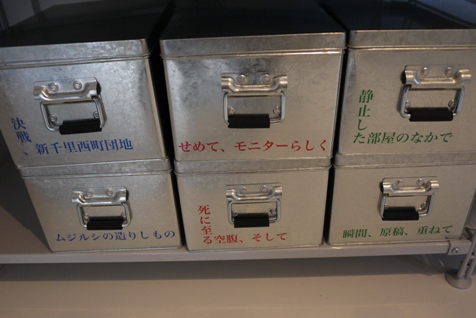 決戦、新千里西町団地
せめて、モニターらしく
静止した部屋のなかで
ムジルシの造りしもの
死に至る空腹、そして
瞬間、原稿、重ねて